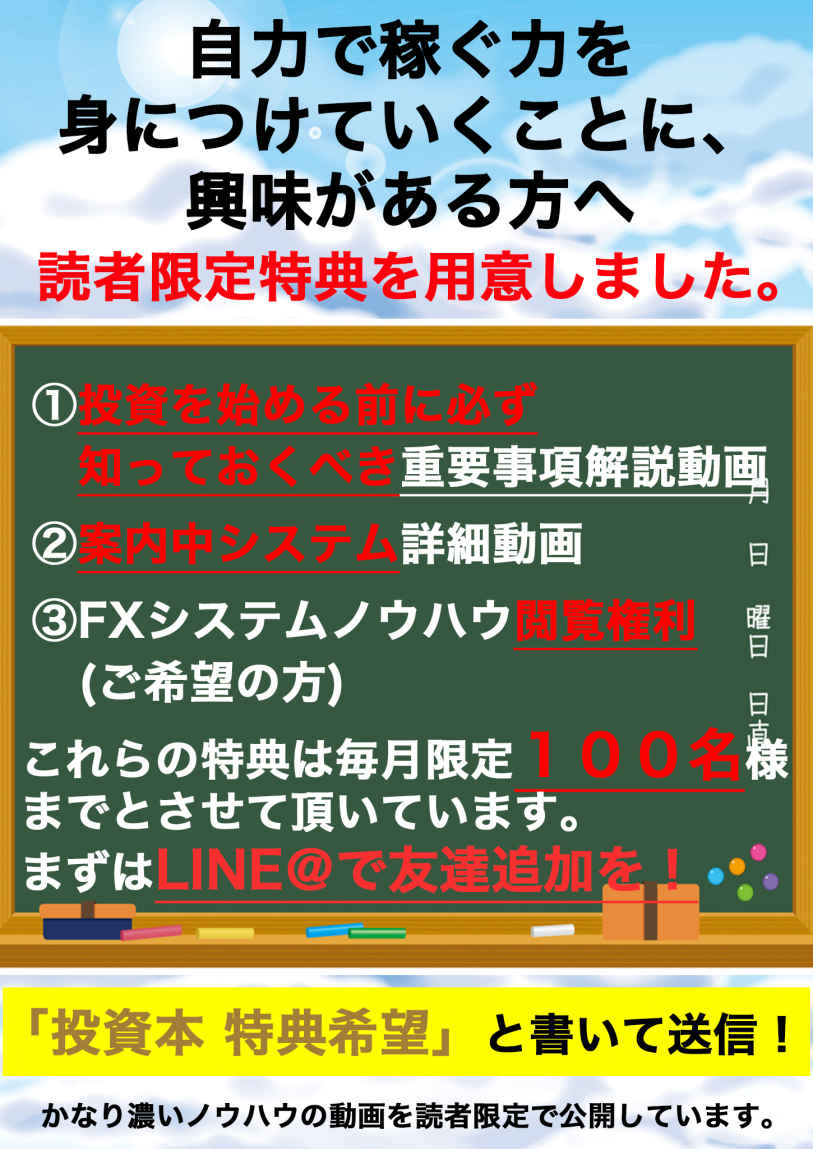 自力で稼ぐ力を
身につけていくことに、
興味がある方へ
読者限定特典を用意しました。
①投資を始める前に必ず
知っておくべき重要事項解説動画
②案内中システム詳細動画
③FXシステムノウハウ閲覧権利
(ご希望の方)
月 日 曜日 日直
これらの特典は毎月限定１００名様
までとさせて頂いています。
まずはLINE@で友達追加を！
「投資本 特典希望」と書いて送信！
かなり濃いノウハウの動画を読者限定で公開しています。